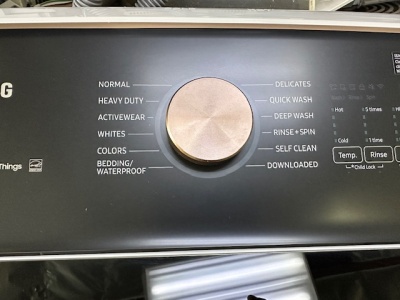 G
NORMAL
HEAVY DUTY
ACTIVEWEAR
WHITES
COLORS
BEDDING/
WATERPROOF
DELICATES
QUICK WASH
DEEP WASH
RINSE+SPIN
SELF CLEAN
DOWNLOADED
Things
Hot
5 times
Cold
1 time
Temp.
Rinse
Child Lock